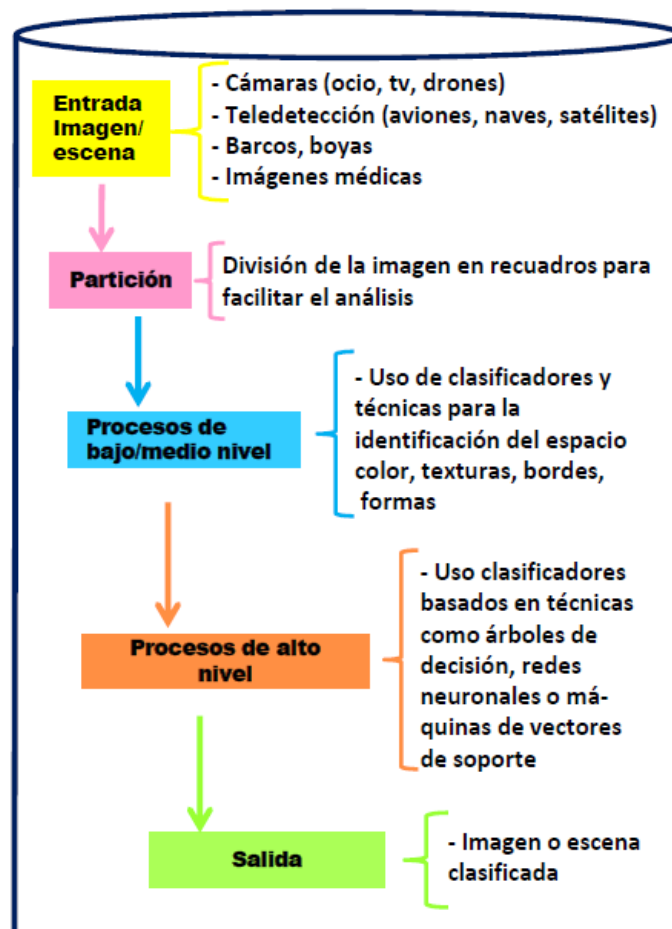 Entrada
Imagen/
escena
- Cámaras (ocio, tv, drones)
- Teledetección (aviones, naves, satélites)
- Barcos, boyas
- Imágenes médicas
Partición
División de la imagen en recuadros para
facilitar el análisis
Procesos de
bajo/medio nivel
- Uso de clasificadores y
técnicas para la
identificación del espacio
color, texturas, bordes,
formas
Procesos de alto
nivel
- Uso clasificadores
basados en técnicas
como árboles de
decisión, redes
neuronales o má-
quinas de vectores
de soporte
Salida
- Imagen o escena
clasificada